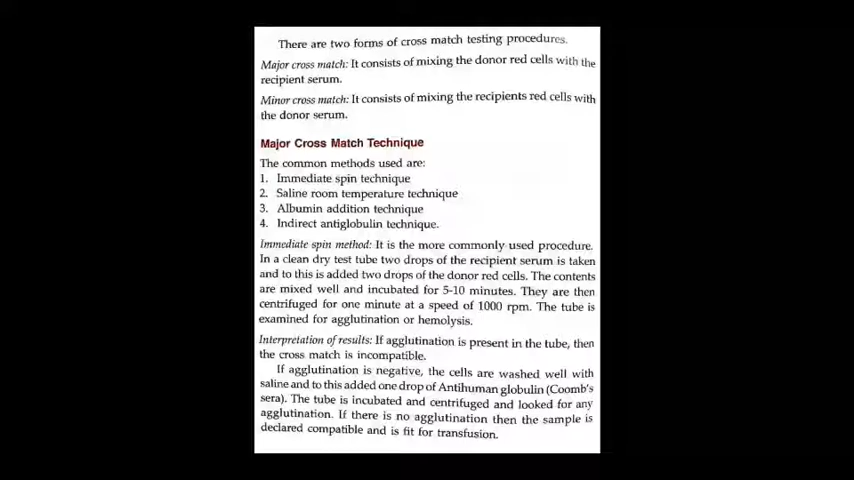 There are two forms of cross match testing procedures.
Major cross match: It consists of mixing the donor red cells with the
recipient serum.
Minor cross match: It consists of mixing the recipients red cells with
the donor serum.
Major Cross Match Technique
The common methods used are:
1. Immediate spin technique
2. Saline room temperature technique
3. Albumin addition technique
4. Indirect antiglobulin technique.
Immediate spin method: It is the more commonly used procedure.
In a clean dry test tube two drops of the recipient serum is taken
and to this is added two drops of the donor red cells. The contents
are mixed well and incubated for 5-10 minutes. They are then
centrifuged for one minute at a speed of 1000 rpm. The tube is
examined for agglutination or hemolysis.
Interpretation of results: If agglutination is present in the tube, then
the cross match is incompatible.
If agglutination is negative, the cells are washed well with
saline and to this added one drop of Antihuman globulin (Coomb's
sera). The tube is incubated and centrifuged and looked for any
agglutination. If there is no agglutination then the sample is
declared compatible and is fit for transfusion.